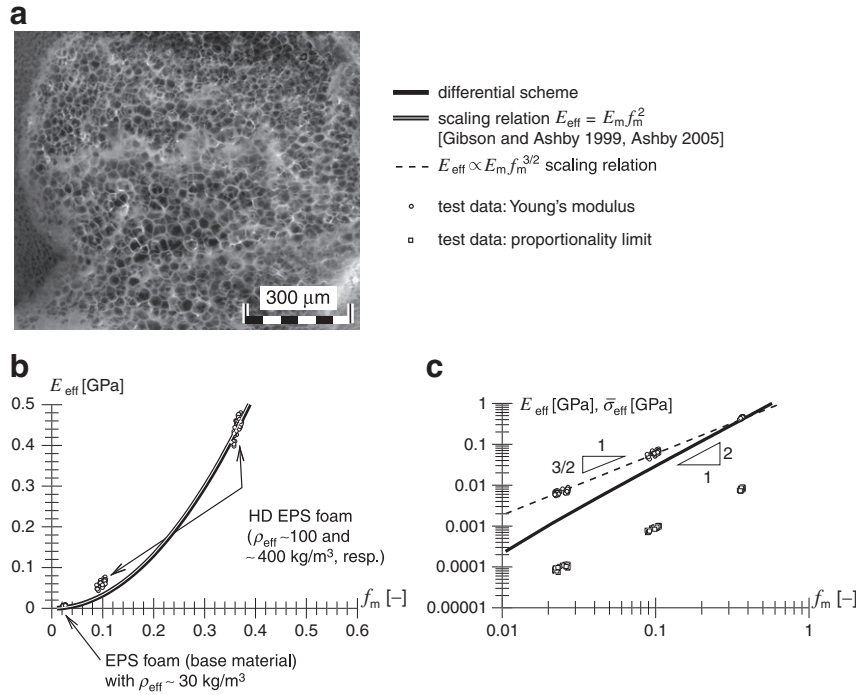 a
300 μm
differential scheme
scaling relation E_eff = E_m f_m^2
[Gibson and Ashby 1999, Ashby 2005]
E_eff ∝ E_m f_m^3/2 scaling relation
test data: Young's modulus
test data: proportionality limit
b
E_eff [GPa]
0.5
0.4
0.3
0.2
0.1
0
0
0.1
0.2
0.3
0.4
0.5
0.6
f_m [–]
HD EPS foam
(ρ_eff ~100 and
~400 kg/m³, resp.)
EPS foam (base material)
with ρ_eff ~ 30 kg/m³
c
E_eff [GPa], σ̄_eff [GPa]
1
0.1
0.01
0.001
0.0001
0.00001
0.01
0.1
1
f_m [–]
3/2
1
2
1